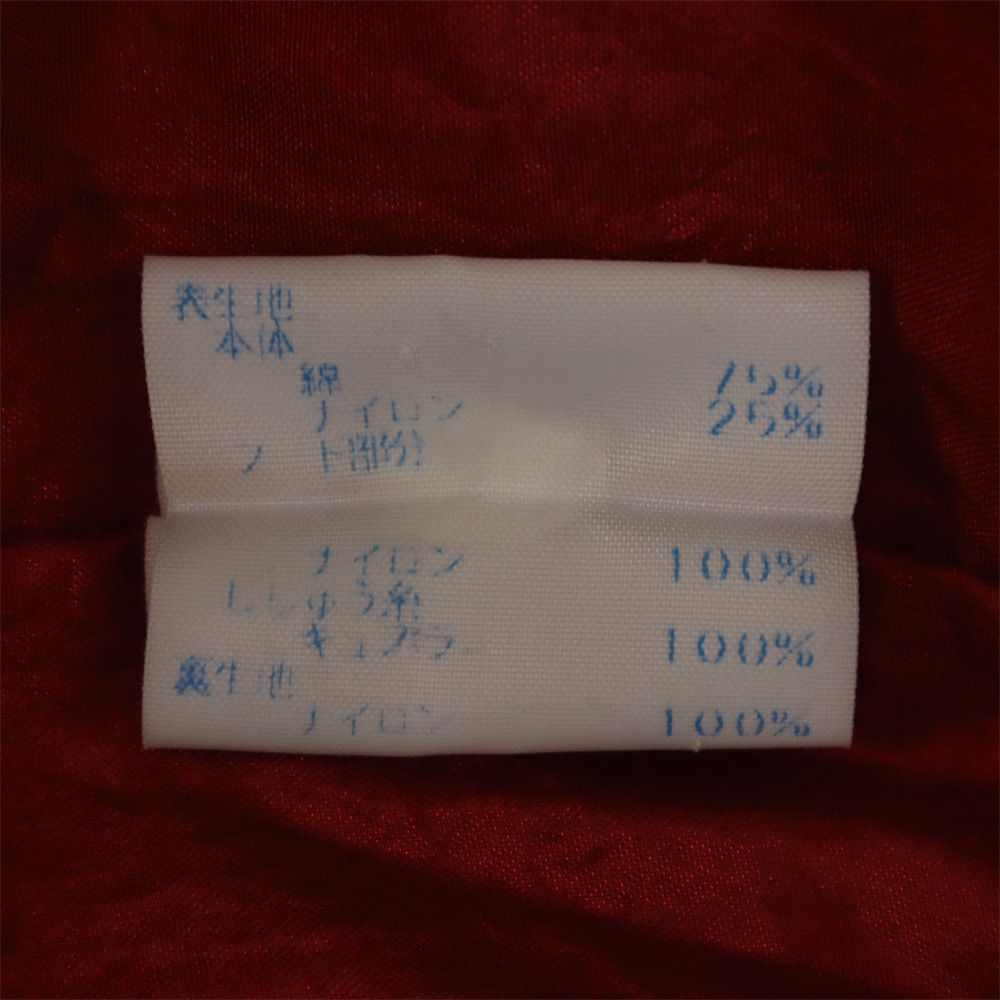 表生地
本体
綿 75%
ナイロン 25%
フード部分
ナイロン 100%
ししゅう糸
キュプラ 100%
裏生地
ナイロン 100%